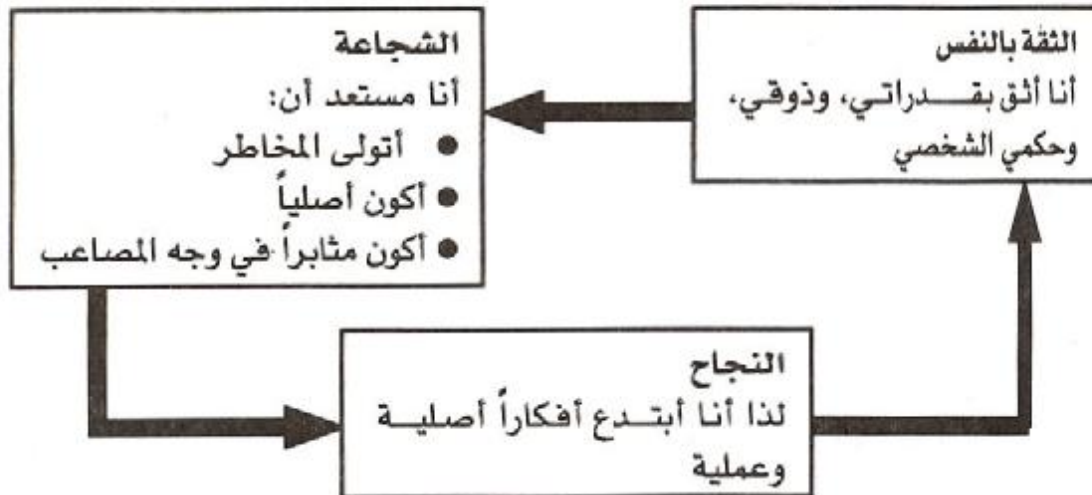 الثقة بالنفس
أنا أثق بقدراتي، وذوقي،
وحكمي الشخصي
الشجاعة
أنا مستعد أن:
● أتولى المخاطر
● أكون أصلياً
● أكون مثابراً في وجه المصاعب
النجاح
لذا أنا أبتدع أفكاراً أصلية
وعملية